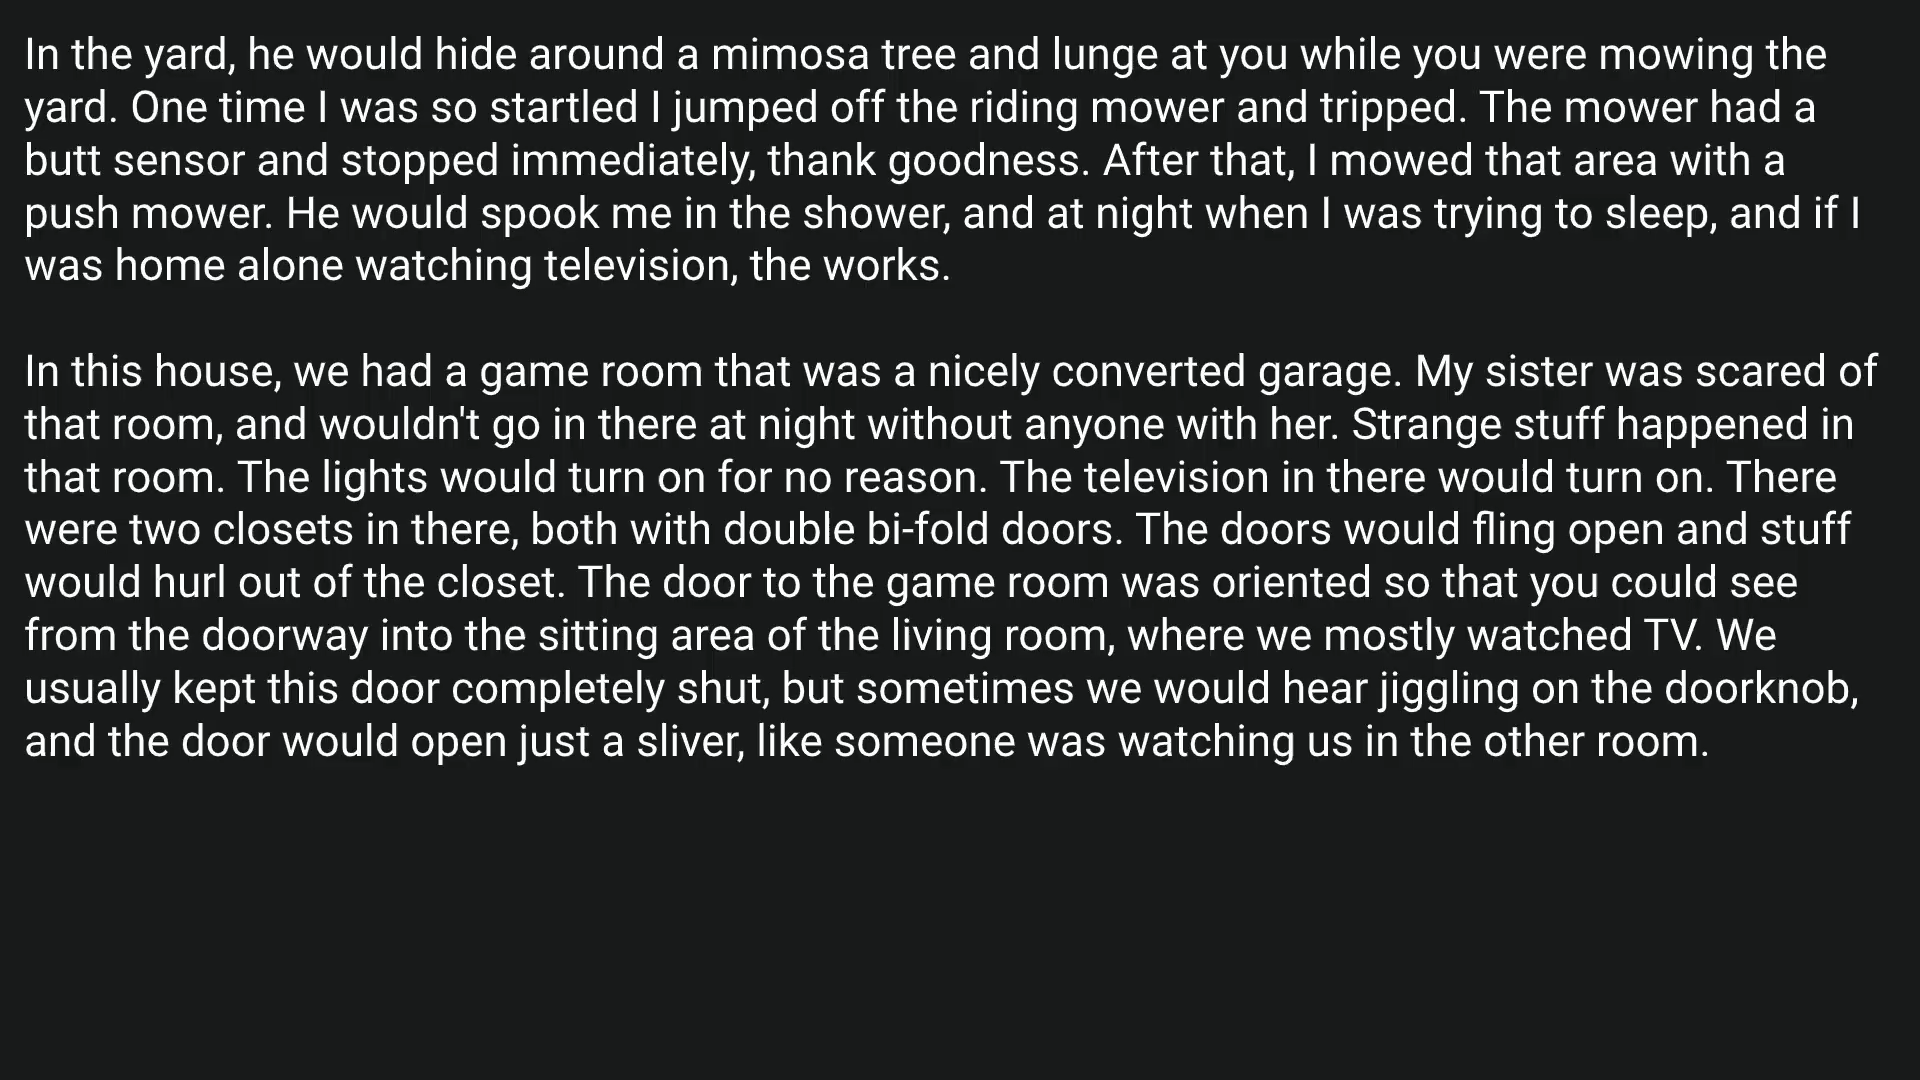 In the yard, he would hide around a mimosa tree and lunge at you while you were mowing the
yard. One time I was so startled I jumped off the riding mower and tripped. The mower had a
butt sensor and stopped immediately, thank goodness. After that, I mowed that area with a
push mower. He would spook me in the shower, and at night when I was trying to sleep, and if I
was home alone watching television, the works.

In this house, we had a game room that was a nicely converted garage. My sister was scared of
that room, and wouldn't go in there at night without anyone with her. Strange stuff happened in
that room. The lights would turn on for no reason. The television in there would turn on. There
were two closets in there, both with double bi-fold doors. The doors would fling open and stuff
would hurl out of the closet. The door to the game room was oriented so that you could see
from the doorway into the sitting area of the living room, where we mostly watched TV. We
usually kept this door completely shut, but sometimes we would hear jiggling on the doorknob,
and the door would open just a sliver, like someone was watching us in the other room.